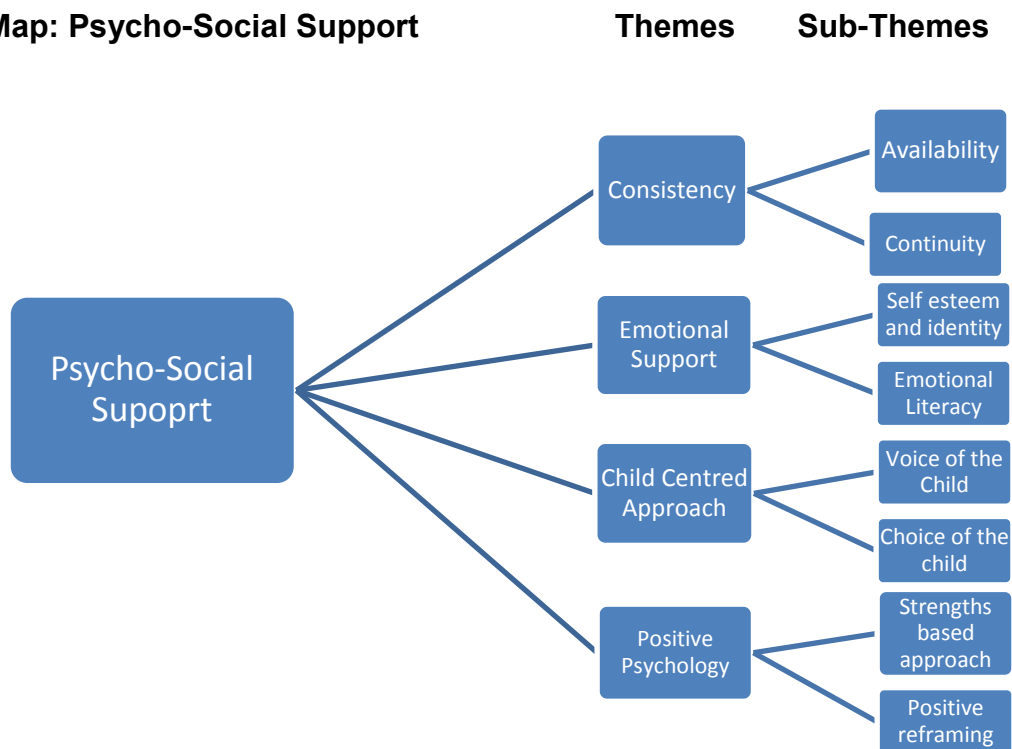 Map: Psycho-Social Support
Themes
Sub-Themes
Psycho-Social
Supoprt
Consistency
Availability
Continuity
Emotional
Support
Self esteem
and identity
Emotional
Literacy
Child Centred
Approach
Voice of the
Child
Choice of the
child
Positive
Psychology
Strengths
based
approach
Positive
reframing